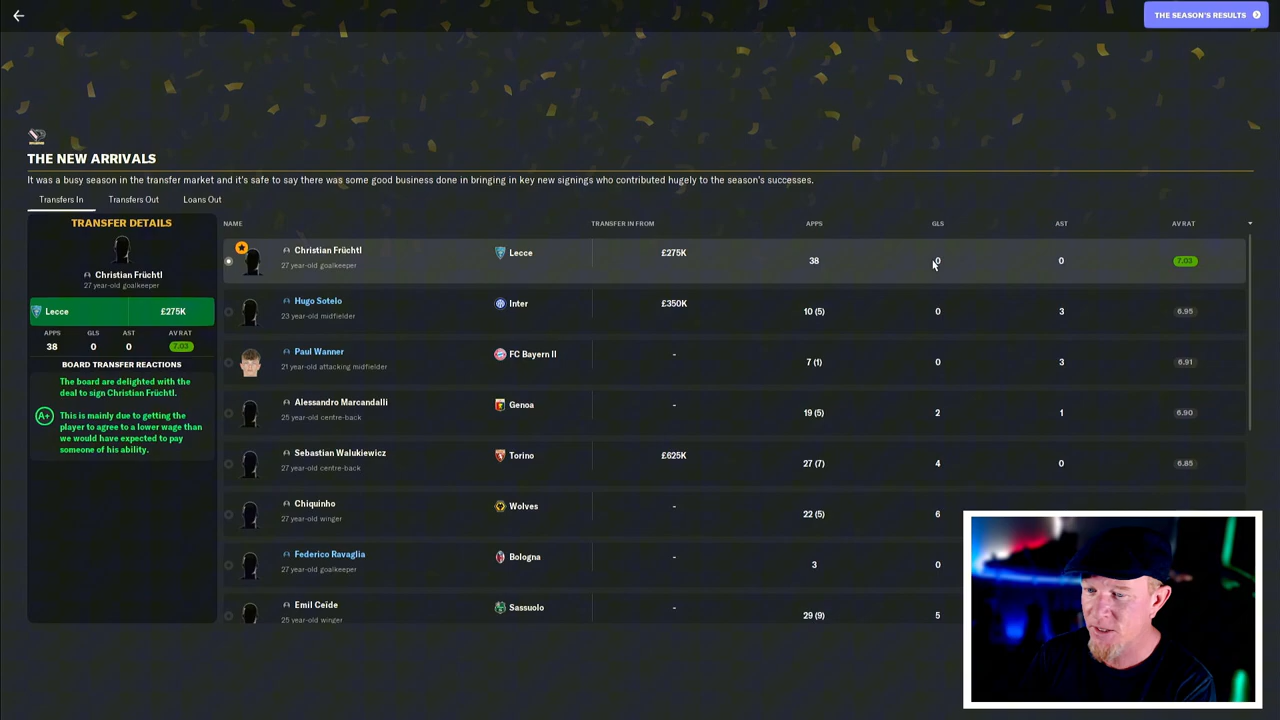 THE SEASON'S RESULTS
THE NEW ARRIVALS
It was a busy season in the transfer market and it's safe to say there was some good business done in bringing in key new signings who contributed hugely to the season's successes.
Transfers In Transfers Out Loans Out
TRANSFER DETAILS
Christian Früchtl
27 year-old goalkeeper
Lecce £275K
APPS GLS AST AV RAT
38 0 0 7.03
BOARD TRANSFER REACTIONS
The board are delighted with the
deal to sign Christian Früchtl.
A+
This is mainly due to getting the
player to agree to a lower wage than
we would have expected to pay
someone of his ability.
NAME TRANSFER IN FROM APPS GLS AST AV RAT
Christian Früchtl Lecce £275K 38 0 0 7.03
27 year-old goalkeeper
Hugo Sotelo Inter £350K 10 (5) 0 3 6.95
23 year-old midfielder
Paul Wanner FC Bayern II - 7 (1) 0 3 6.91
21 year-old attacking midfielder
Alessandro Marcandalli Genoa - 19 (5) 2 1 6.90
25 year-old centre-back
Sebastian Walukiewicz Torino £625K 27 (7) 4 0 6.85
27 year-old centre-back
Chiquinho Wolves - 22 (5) 6
27 year-old winger
Federico Ravaglia Bologna - 3 0
27 year-old goalkeeper
Emil Ceïde Sassuolo - 29 (9) 5
25 year-old winger